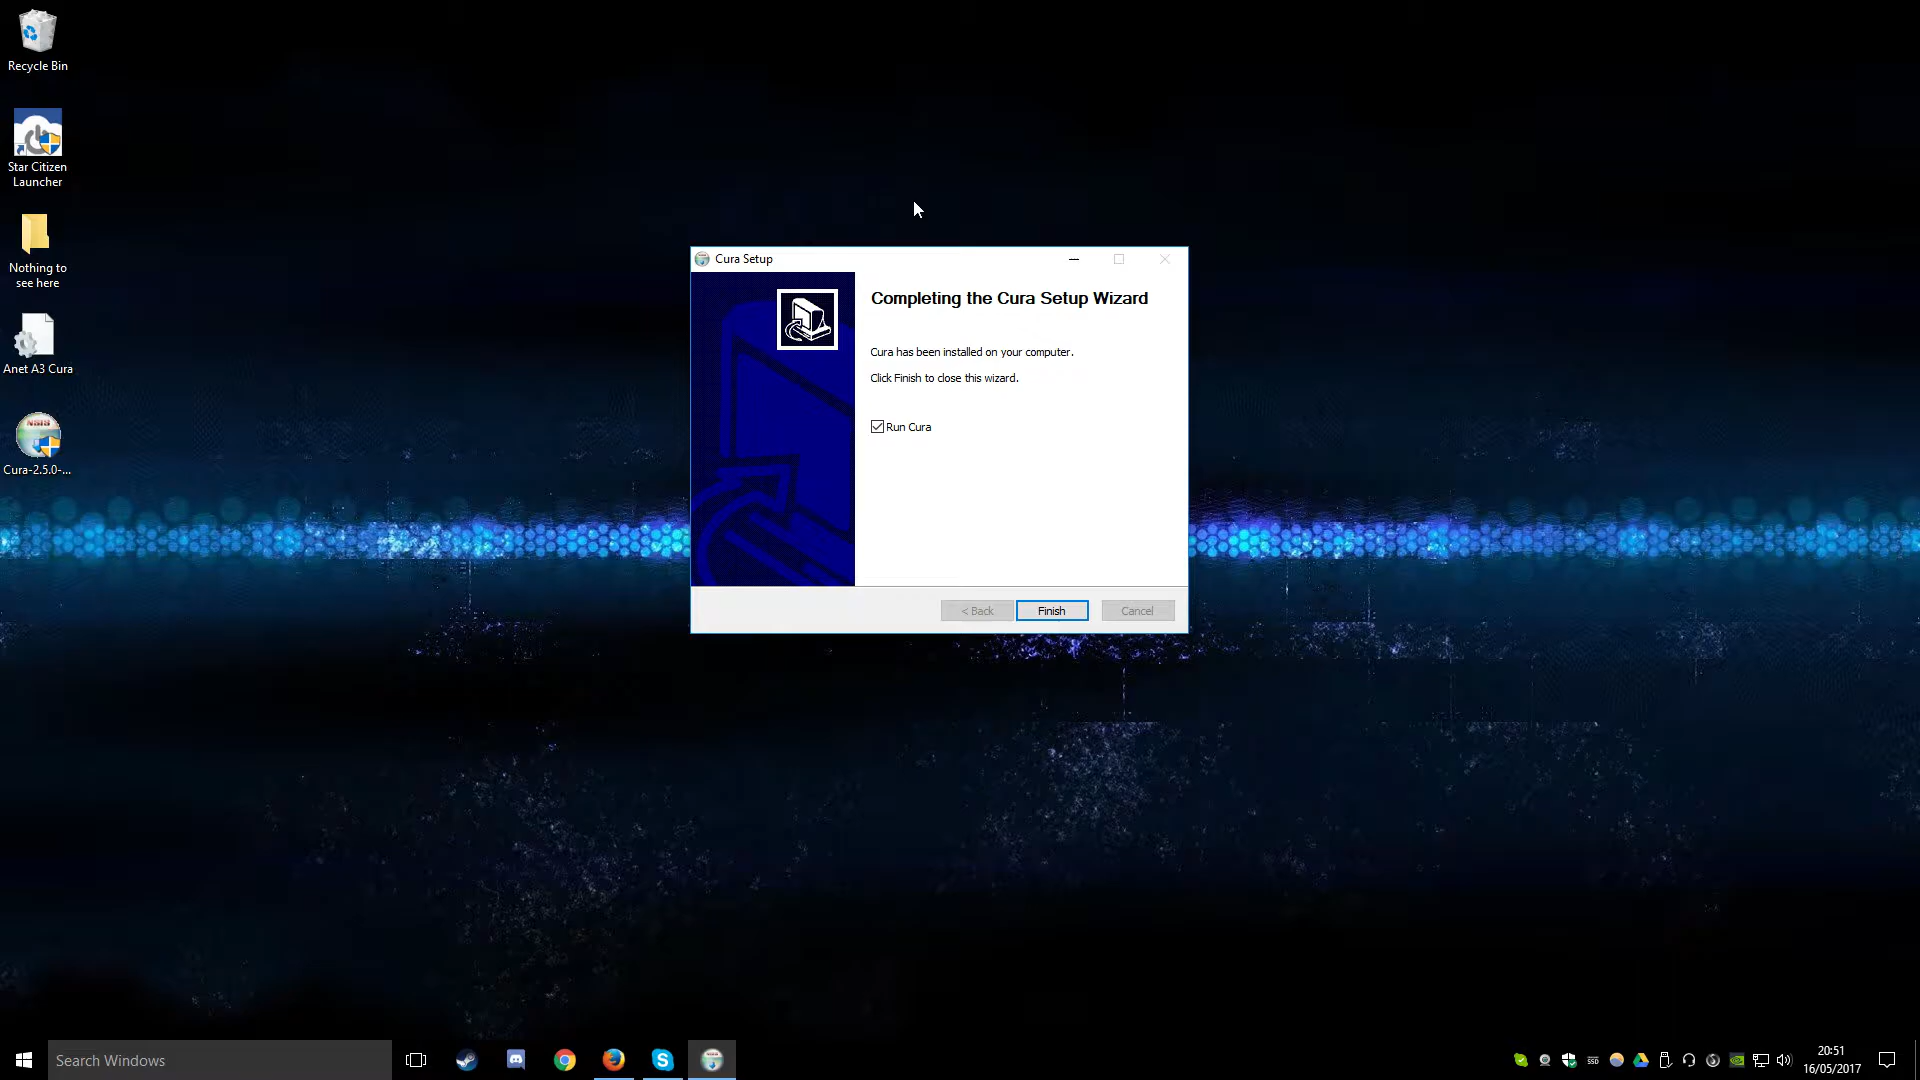 Recycle Bin
Star Citizen
Launcher
Nothing to
see here
Anet A3 Cura
NSIS
Cura-2.5.0-...
Cura Setup
Completing the Cura Setup Wizard
Cura has been installed on your computer.
Click Finish to close this wizard.
Run Cura
< Back
Finish
Cancel
Search Windows
SSD
20:51
16/05/2017